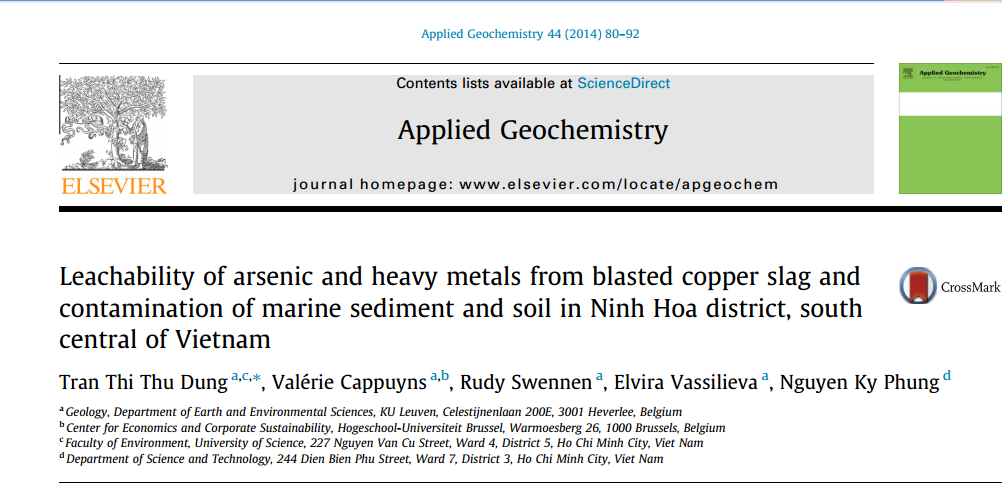 Applied Geochemistry 44 (2014) 80–92
Contents lists available at ScienceDirect
Applied Geochemistry
journal homepage: www.elsevier.com/locate/apgeochem
ELSEVIER
Applied Geochemistry
Leachability of arsenic and heavy metals from blasted copper slag and
contamination of marine sediment and soil in Ninh Hoa district, south
central of Vietnam
CrossMark
Tran Thi Thu Dung a,c,*, Valérie Cappuyns a,b, Rudy Swennen a, Elvira Vassilieva a, Nguyen Ky Phung d
a Geology, Department of Earth and Environmental Sciences, KU Leuven, Celestijnenlaan 200E, 3001 Heverlee, Belgium
b Center for Economics and Corporate Sustainability, Hogeschool-Universiteit Brussel, Warmoesberg 26, 1000 Brussels, Belgium
c Faculty of Environment, University of Science, 227 Nguyen Van Cu Street, Ward 4, District 5, Ho Chi Minh City, Viet Nam
d Department of Science and Technology, 244 Dien Bien Phu Street, Ward 7, District 3, Ho Chi Minh City, Viet Nam